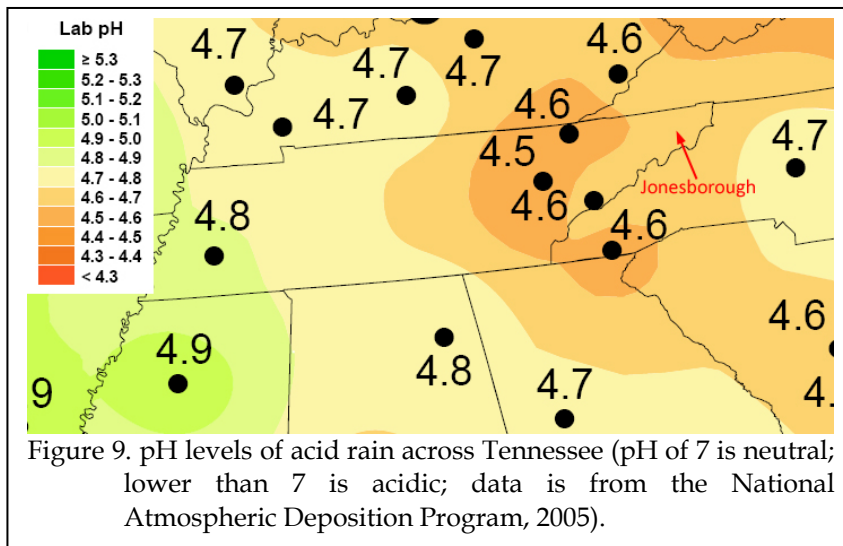 Lab pH
≥ 5.3
5.2 - 5.3
5.1 - 5.2
5.0 - 5.1
4.9 - 5.0
4.8 - 4.9
4.7 - 4.8
4.6 - 4.7
4.5 - 4.6
4.4 - 4.5
4.3 - 4.4
< 4.3
4.7
4.7
4.7
4.7
4.6
4.6
4.5
4.6
4.6
4.7
Jonesborough
4.8
4.9
4.8
4.7
4.6
9
4.
Figure 9. pH levels of acid rain across Tennessee (pH of 7 is neutral;
lower than 7 is acidic; data is from the National
Atmospheric Deposition Program, 2005).